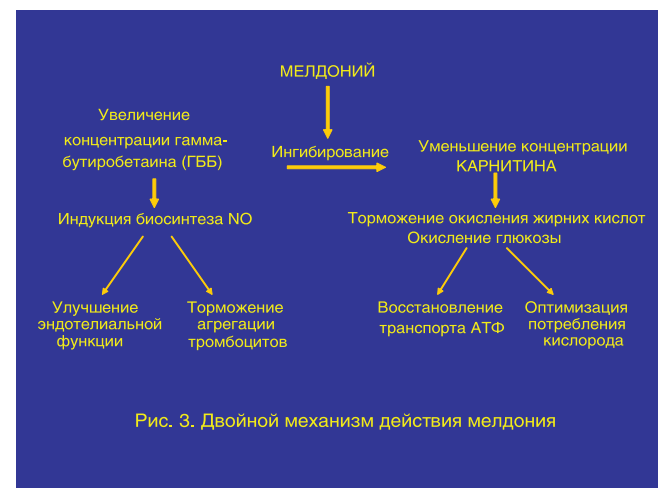 МЕЛДОНИЙ
Увеличение
концентрации гамма-
бутиробетаина (ГББ)
Ингибирование
Уменьшение концентрации
КАРНИТИНА
Индукция биосинтеза NO
Торможение окисления жирних кислот
Окисление глюкозы
Улучшение
эндотелиальной
функции
Торможение
агрегации
тромбоцитов
Восстановление
транспорта АТФ
Оптимизация
потребления
кислорода
Рис. 3. Двойной механизм действия мелдония